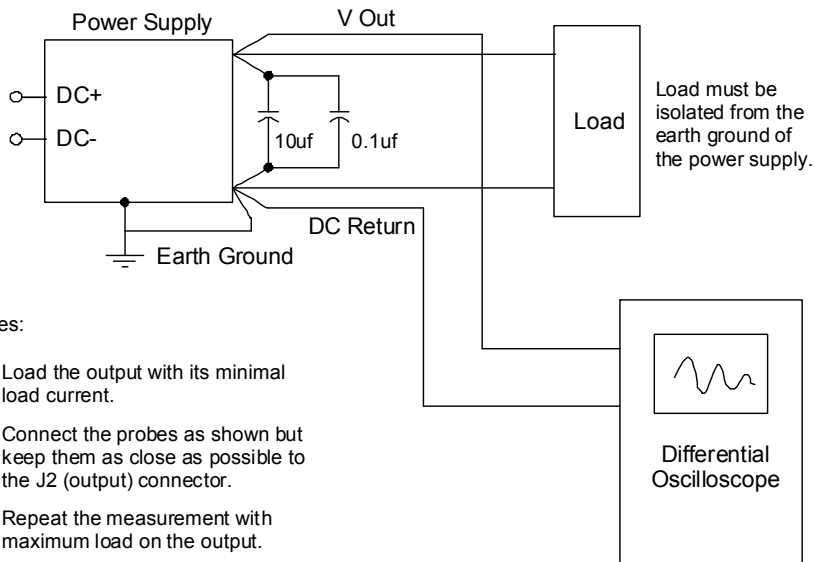 Power Supply
V Out
DC+
DC-
10uf
0.1uf
Load
Load must be
isolated from the
earth ground of
the power supply.
DC Return
Earth Ground
es:
Load the output with its minimal
load current.
Connect the probes as shown but
keep them as close as possible to
the J2 (output) connector.
Repeat the measurement with
maximum load on the output.
Differential
Oscilloscope